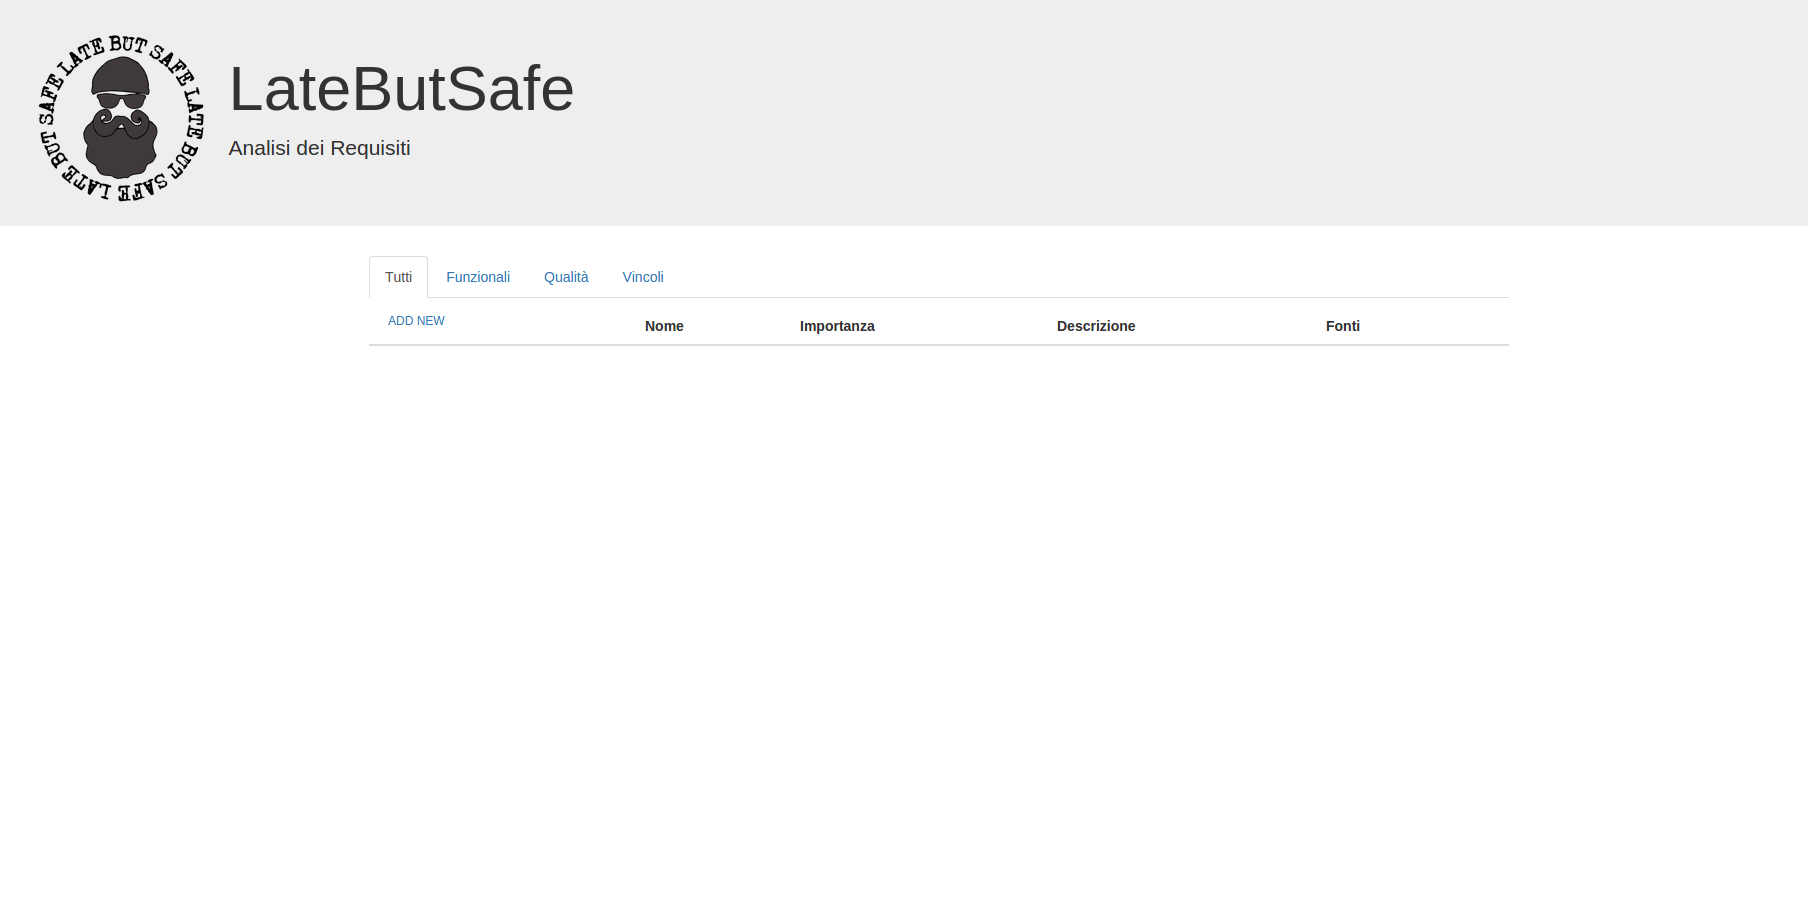 LATE BUT SAFE LATE BUT SAFE LATE BUT SAFE
LateButSafe
Analisi dei Requisiti
Tutti Funzionali Qualità Vincoli
ADD NEW Nome Importanza Descrizione Fonti